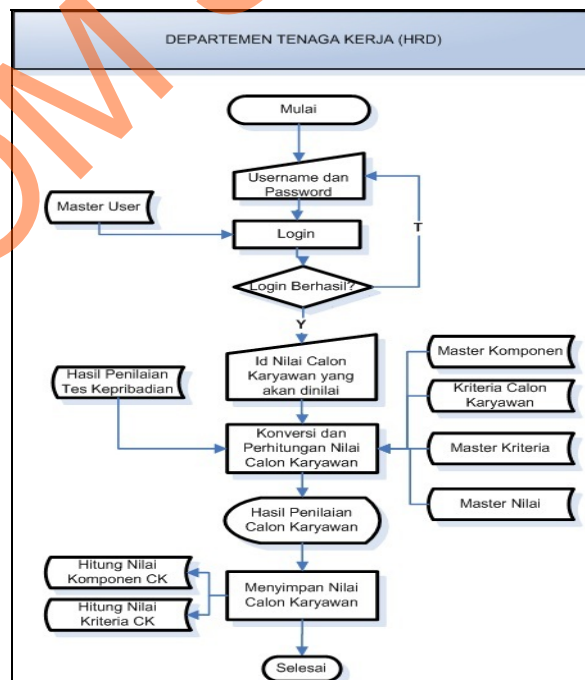 DEPARTEMEN TENAGA KERJA (HRD)
Mulai
Username dan
Password
Master User
Login
T
Login Berhasil?
Y
Id Nilai Calon
Karyawan yang
akan dinilai
Hasil Penilaian
Tes Kepribadian
Master Komponen
Kriteria Calon
Karyawan
Konversi dan
Perhitungan Nilai
Calon Karyawan
Master Kriteria
Master Nilai
Hasil Penilaian
Calon Karyawan
Hitung Nilai
Komponen CK
Hitung Nilai
Kriteria CK
Menyimpan Nilai
Calon Karyawan
Selesai